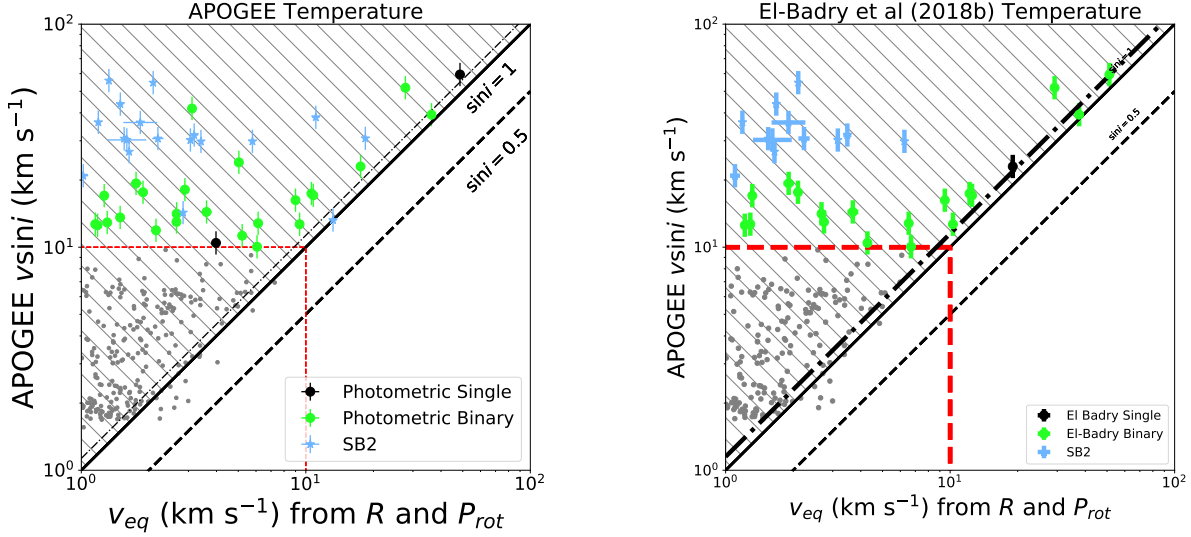 APOGEE Temperature
10²
10¹
10⁰
APOGEE vsini (km s⁻¹)
sini = 1
sini = 0.5
Photometric Single
Photometric Binary
SB2
10⁰
10¹
10²
v_eq (km s⁻¹) from R and P_rot
El-Badry et al (2018b) Temperature
10²
10¹
10⁰
APOGEE vsini (km s⁻¹)
sini = 1
sini = 0.5
El Badry Single
El-Badry Binary
SB2
10⁰
10¹
10²
v_eq (km s⁻¹) from R and P_rot